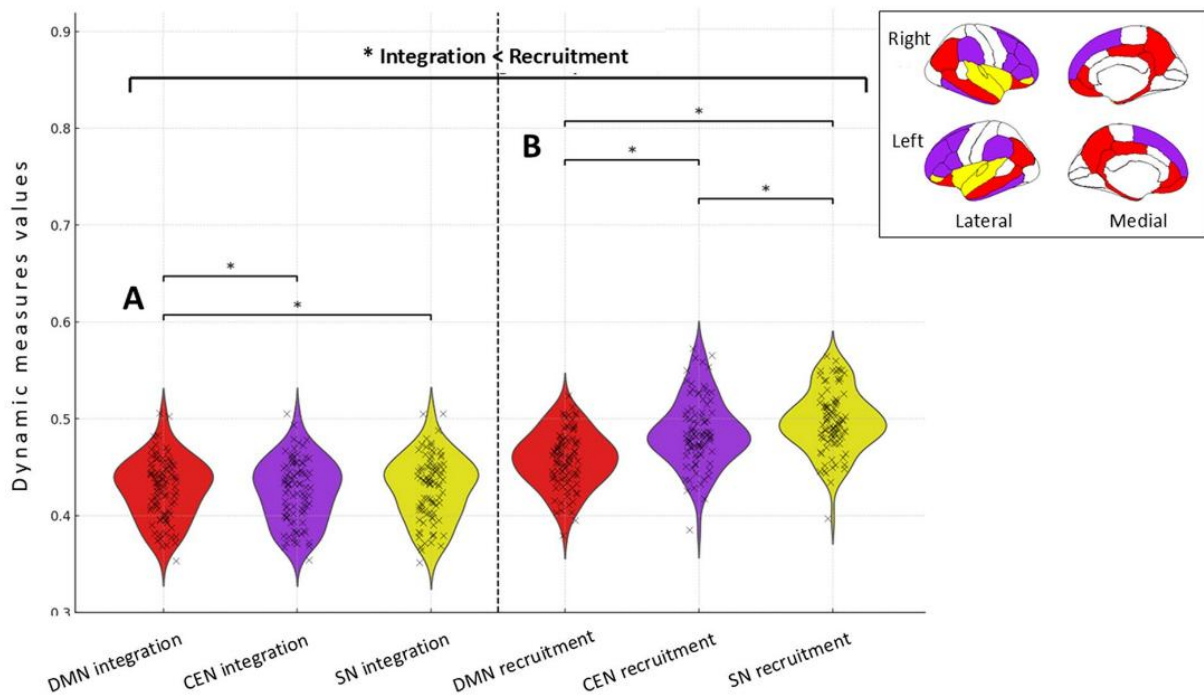 0.9
* Integration < Recruitment
0.8
*
B
*
0.7
*
Dynamic measures values
A
*
*
0.6
0.5
0.4
0.3
DMN integration
CEN integration
SN integration
DMN recruitment
CEN recruitment
SN recruitment
Right
Left
Lateral
Medial